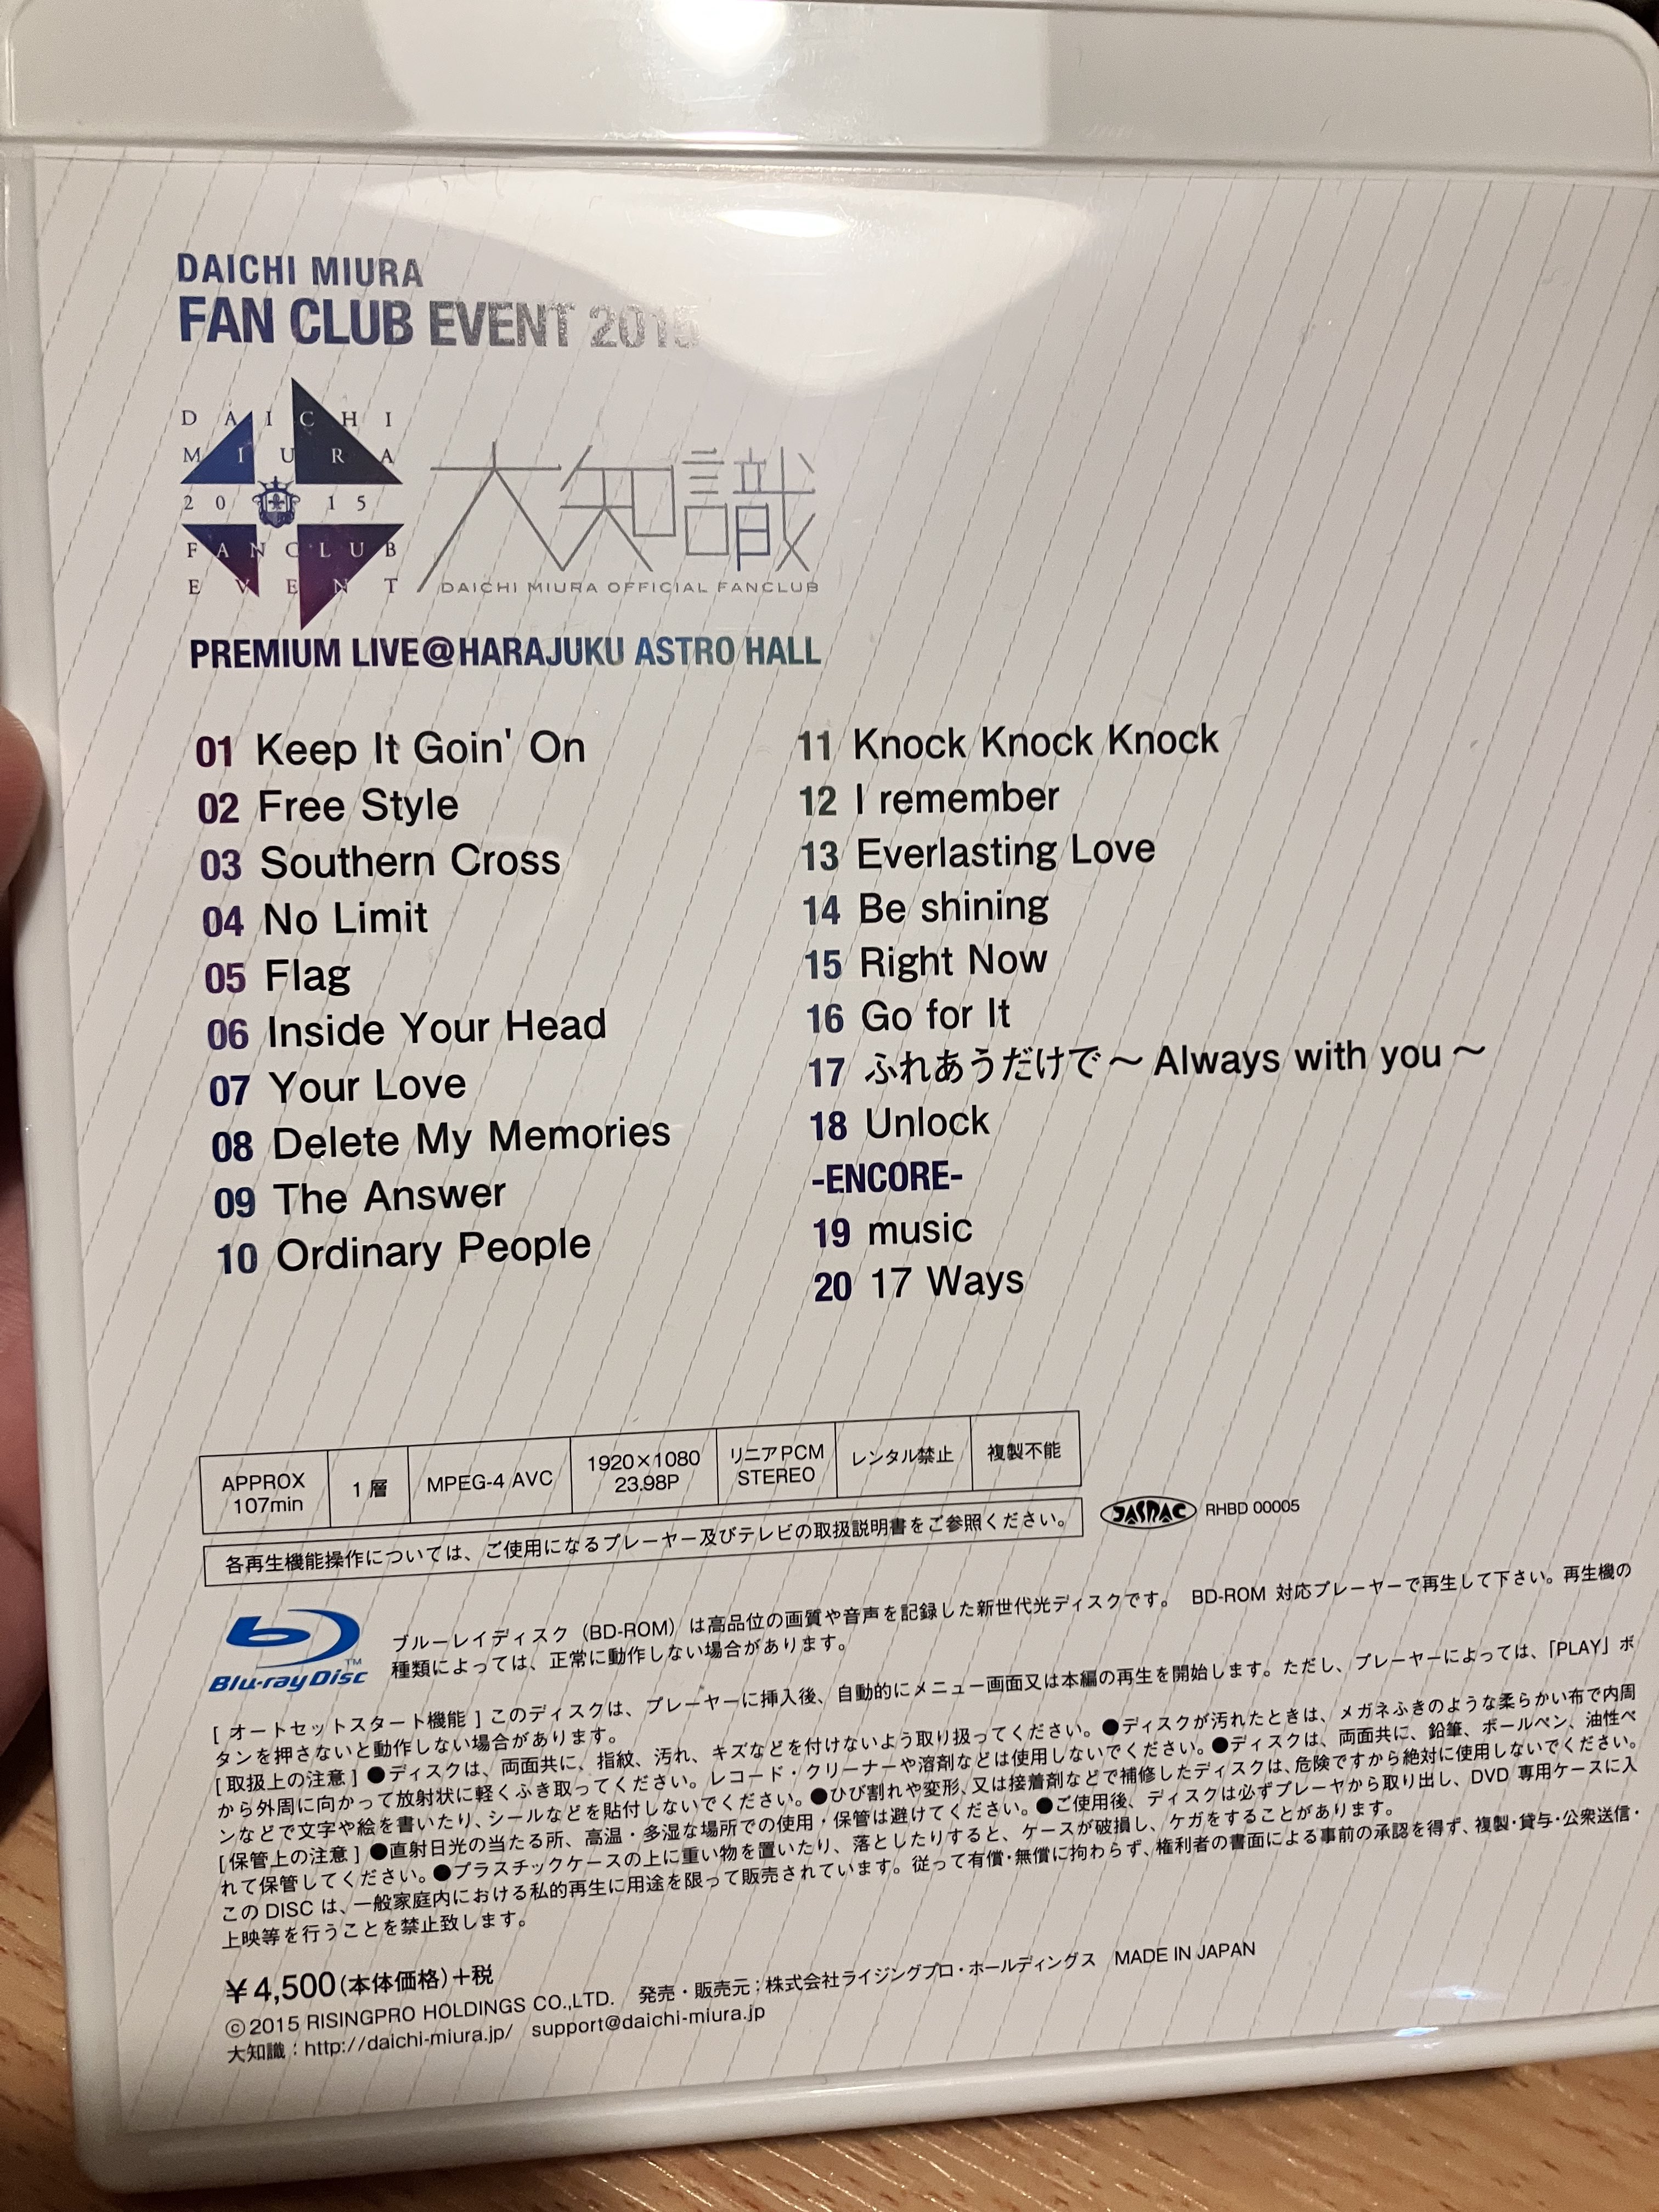 DAICHI MIURA
FAN CLUB EVENT 2015
DAICHI
MIURA
2015
FANCLUB
EVENT
大知識
DAICHI MIURA OFFICIAL FANCLUB
PREMIUM LIVE@HARAJUKU ASTRO HALL
01 Keep It Goin' On
02 Free Style
03 Southern Cross
04 No Limit
05 Flag
06 Inside Your Head
07 Your Love
08 Delete My Memories
09 The Answer
10 Ordinary People
11 Knock Knock Knock
12 I remember
13 Everlasting Love
14 Be shining
15 Right Now
16 Go for It
17 ふれあうだけで〜 Always with you 〜
18 Unlock
-ENCORE-
19 music
20 17 Ways
APPROX
107min
1層
MPEG-4 AVC
1920×1080
23.98P
リニアPCM
STEREO
レンタル禁止
複製不能
各再生機能操作については、ご使用になるプレーヤー及びテレビの取扱説明書をご参照ください。
JASRAC
RHBD 00005
Blu-ray Disc™
ブルーレイディスク（BD-ROM）は高品位の画質や音声を記録した新世代光ディスクです。 BD-ROM 対応プレーヤーで再生して下さい。再生機の
種類によっては、正常に動作しない場合があります。
[ オートセットスタート機能 ] このディスクは、プレーヤーに挿入後、自動的にメニュー画面又は本編の再生を開始します。ただし、プレーヤーによっては、「PLAY」ボ
タンを押さないと動作しない場合があります。
[ 取扱上の注意 ] ●ディスクは、両面共に、指紋、汚れ、キズなどを付けないよう取り扱ってください。●ディスクが汚れたときは、メガネふきのような柔らかい布で内周
から外周に向かって放射状に軽くふき取ってください。レコード・クリーナーや溶剤などは使用しないでください。●ディスクは、両面共に、鉛筆、ボールペン、油性ペ
ンなどで文字や絵を書いたり、シールなどを貼付しないでください。●ひび割れや変形、又は接着剤などで補修したディスクは、危険ですから絶対に使用しないでください。
[ 保管上の注意 ] ●直射日光の当たる所、高温・多湿な場所での使用・保管は避けてください。●ご使用後、ディスクは必ずプレーヤから取り出し、DVD 専用ケースに入
れて保管してください。●プラスチックケースの上に重い物を置いたり、落としたりすると、ケースが破損し、ケガをすることがあります。
この DISC は、一般家庭内における私的再生に用途を限って販売されています。従って有償・無償に拘わらず、権利者の書面による事前の承認を得ず、複製・貸与・公衆送信・
上映等を行うことを禁止致します。
￥4,500(本体価格)＋税
©2015 RISINGPRO HOLDINGS CO.,LTD. 発売・販売元；株式会社ライジングプロ・ホールディングス MADE IN JAPAN
大知識：http://daichi-miura.jp/ support@daichi-miura.jp